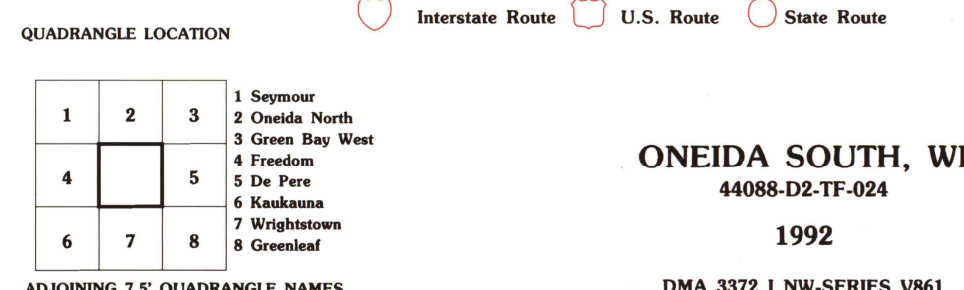 Interstate Route U.S. Route State Route
QUADRANGLE LOCATION
1 2 3
4 5
6 7 8
1 Seymour
2 Oneida North
3 Green Bay West
4 Freedom
5 De Pere
6 Kaukauna
7 Wrightstown
8 Greenleaf
ADJOINING 7.5' QUADRANGLE NAMES
ONEIDA SOUTH, WI
44088-D2-TF-024
1992
DMA 3372 I NW-SERIES V861